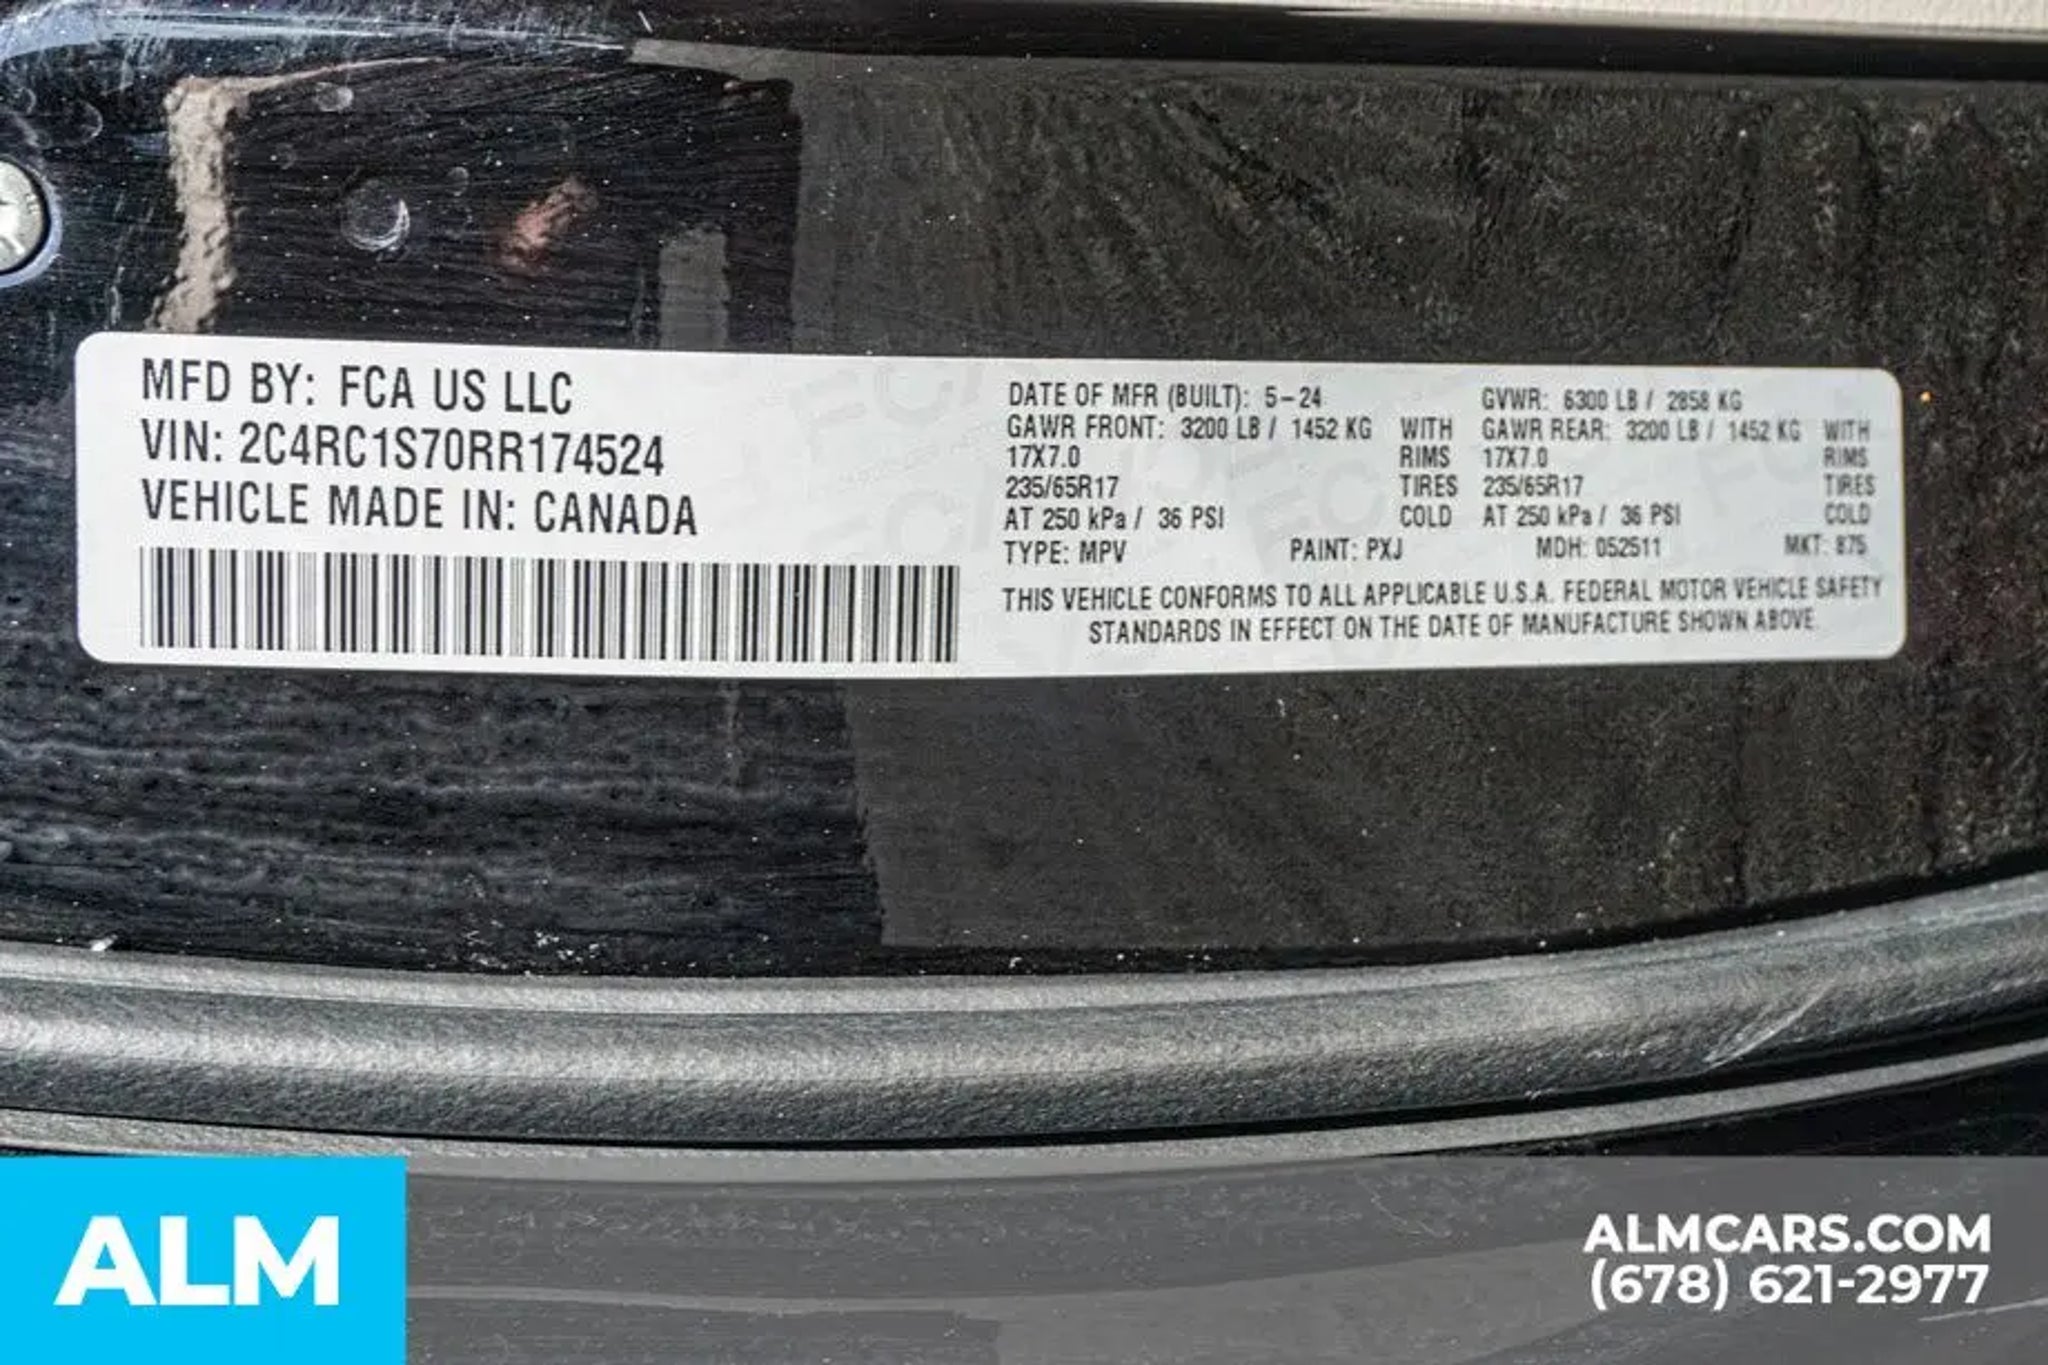 MFD BY: FCA US LLC
VIN: 2C4RC1S70RR174524
VEHICLE MADE IN: CANADA
DATE OF MFR (BUILT): 5-24 GVWR: 6300 LB / 2858 KG
GAWR FRONT: 3200 LB / 1452 KG WITH GAWR REAR: 3200 LB / 1452 KG WITH
17X7.0 RIMS 17X7.0 RIMS
235/65R17 TIRES 235/65R17 TIRES
AT 250 kPa / 36 PSI COLD AT 250 kPa / 36 PSI COLD
TYPE: MPV PAINT: PXJ MDH: 052511 MKT: 875
THIS VEHICLE CONFORMS TO ALL APPLICABLE U.S.A. FEDERAL MOTOR VEHICLE SAFETY
STANDARDS IN EFFECT ON THE DATE OF MANUFACTURE SHOWN ABOVE
ALM
ALMCARS.COM
(678) 621-2977